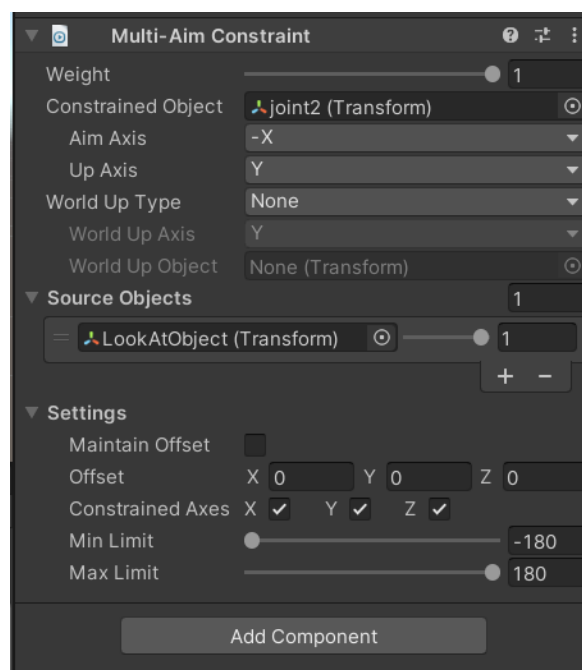 Multi-Aim Constraint
Weight 1
Constrained Object joint2 (Transform)
Aim Axis -X
Up Axis Y
World Up Type None
World Up Axis Y
World Up Object None (Transform)
Source Objects 1
LookAtObject (Transform) 1
+ −
Settings
Maintain Offset
Offset X 0 Y 0 Z 0
Constrained Axes X Y Z
Min Limit -180
Max Limit 180
Add Component